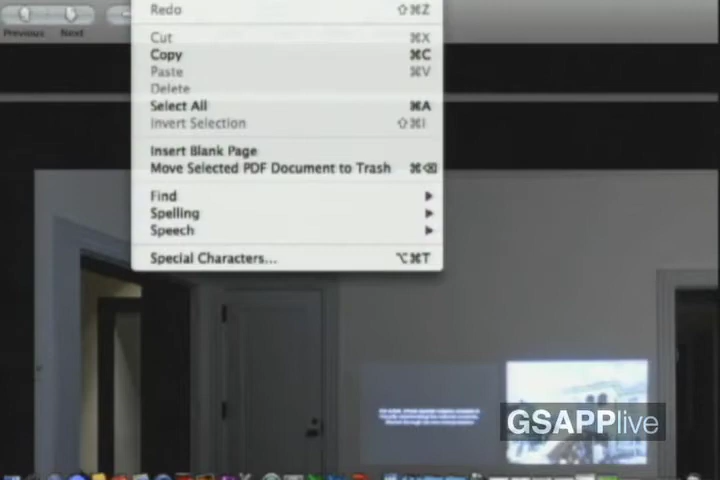 Previous Next
Redo ⇧⌘Z
Cut ⌘X
Copy ⌘C
Paste ⌘V
Delete
Select All ⌘A
Invert Selection ⇧⌘I
Insert Blank Page
Move Selected PDF Document to Trash ⌘⌫
Find ▶
Spelling ▶
Speech ▶
Special Characters... ⌥⌘T
GSAPPlive